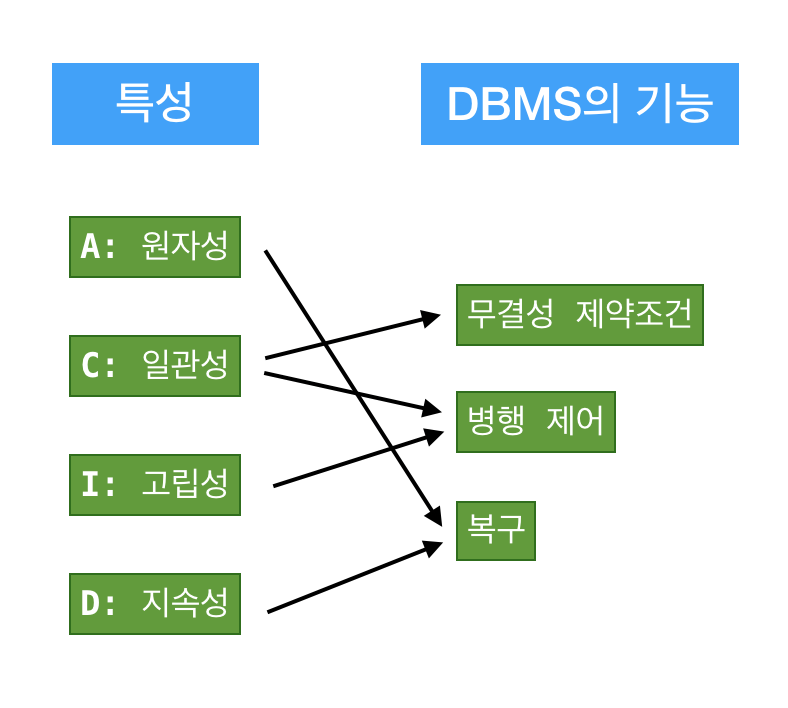 특성
DBMS의 기능
A: 원자성
C: 일관성
I: 고립성
D: 지속성
무결성 제약조건
병행 제어
복구